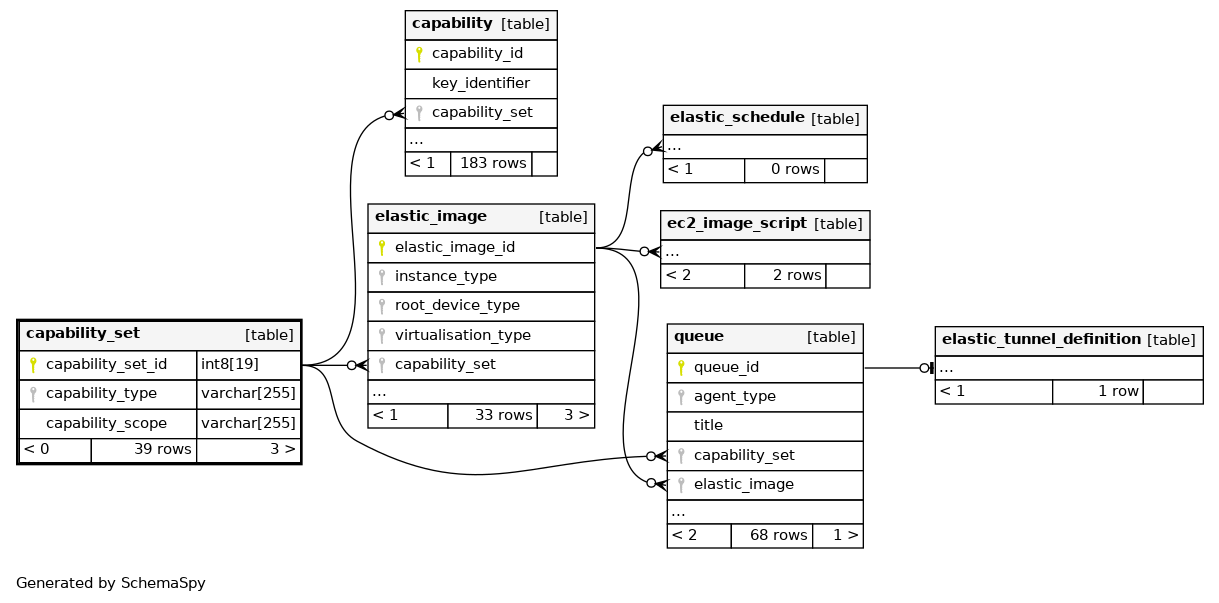 capability [table]
capability_id
key_identifier
capability_set
...
< 1 183 rows
elastic_schedule [table]
...
< 1 0 rows
elastic_image [table]
elastic_image_id
instance_type
root_device_type
virtualisation_type
capability_set
...
< 1 33 rows 3 >
ec2_image_script [table]
...
< 2 2 rows
capability_set [table]
capability_set_id int8[19]
capability_type varchar[255]
capability_scope varchar[255]
< 0 39 rows 3 >
queue [table]
queue_id
agent_type
title
capability_set
elastic_image
...
< 2 68 rows 1 >
elastic_tunnel_definition [table]
...
< 1 1 row
Generated by SchemaSpy